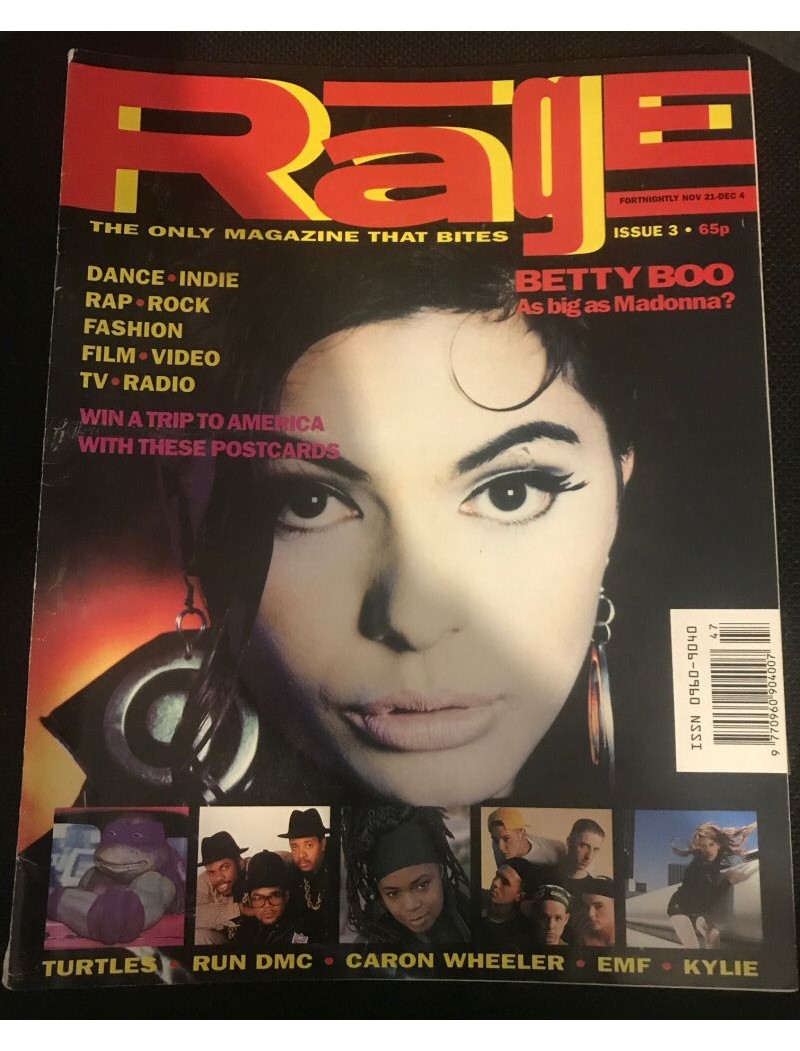 RagE
FORTNIGHTLY NOV 21-DEC 4
THE ONLY MAGAZINE THAT BITES
ISSUE 3 • 65p
DANCE•INDIE
RAP•ROCK
FASHION
FILM•VIDEO
TV•RADIO
WIN A TRIP TO AMERICA
WITH THESE POSTCARDS
BETTY BOO
As big as Madonna?
ISSN 0960-9040
47
9 770960 904007
TURTLES • RUN DMC • CARON WHEELER • EMF • KYLIE